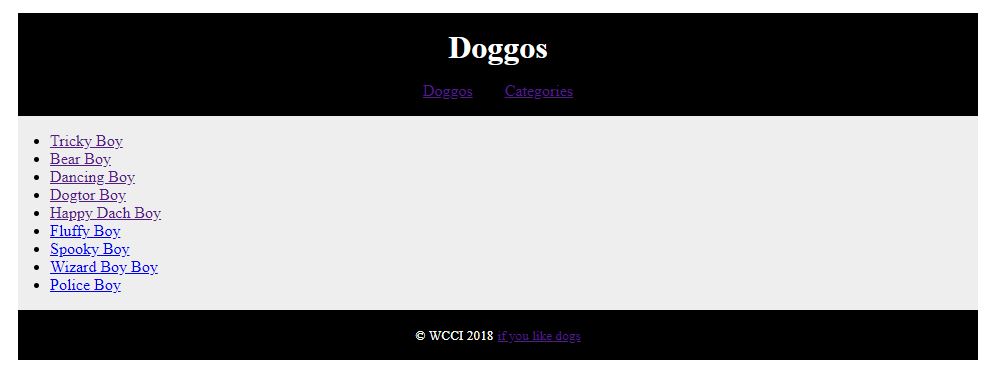 Doggos
Doggos Categories
Tricky Boy
Bear Boy
Dancing Boy
Dogtor Boy
Happy Dach Boy
Fluffy Boy
Spooky Boy
Wizard Boy Boy
Police Boy
© WCCI 2018 if you like dogs